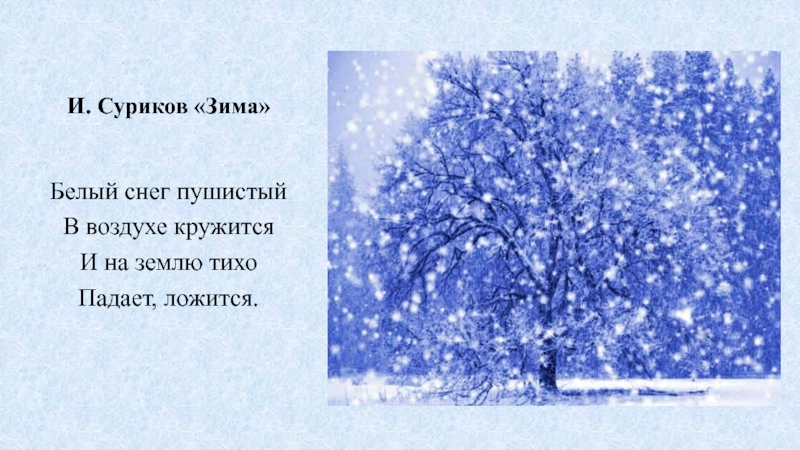 И. Суриков «Зима»
Белый снег пушистый
В воздухе кружится
И на землю тихо
Падает, ложится.